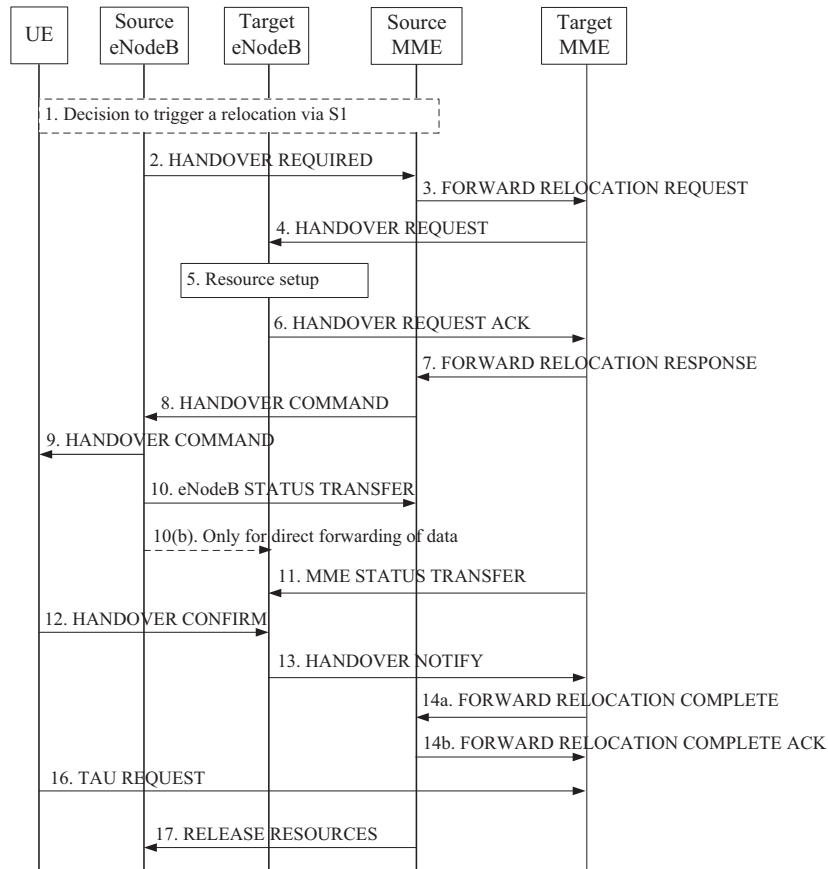 UE
Source
eNodeB
Target
eNodeB
Source
MME
Target
MME
1. Decision to trigger a relocation via S1
2. HANDOVER REQUIRED
3. FORWARD RELOCATION REQUEST
4. HANDOVER REQUEST
5. Resource setup
6. HANDOVER REQUEST ACK
7. FORWARD RELOCATION RESPONSE
8. HANDOVER COMMAND
9. HANDOVER COMMAND
10. eNodeB STATUS TRANSFER
10(b). Only for direct forwarding of data
11. MME STATUS TRANSFER
12. HANDOVER CONFIRM
13. HANDOVER NOTIFY
14a. FORWARD RELOCATION COMPLETE
14b. FORWARD RELOCATION COMPLETE ACK
16. TAU REQUEST
17. RELEASE RESOURCES